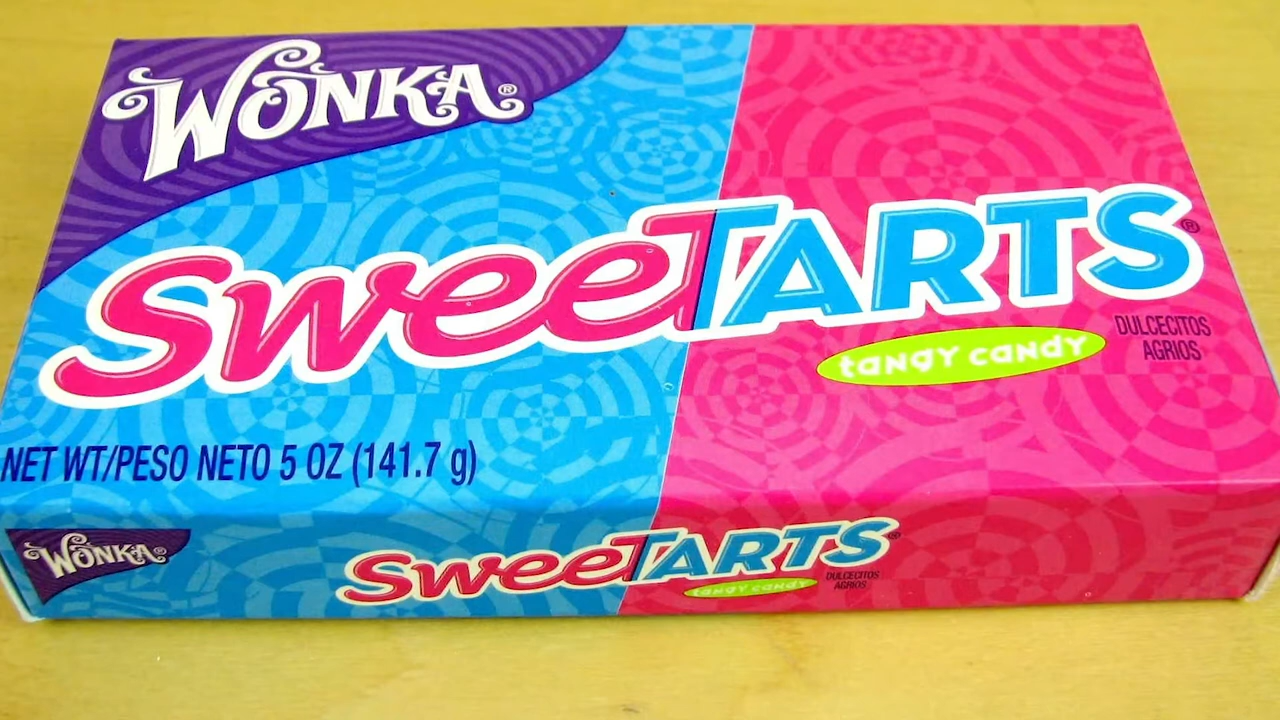 WONKA®
SweeTARTS®
tangy candy
DULCECITOS
AGRIOS
NET WT/PESO NETO 5 OZ (141.7 g)
WONKA®
SweeTARTS®
tangy candy
DULCECITOS
AGRIOS